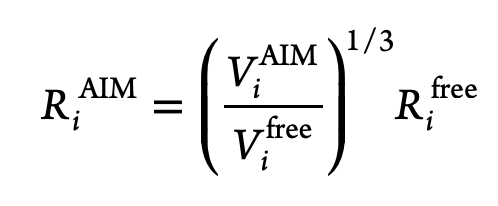 R_i^AIM = (V_i^AIM / V_i^free)^1/3 R_i^free